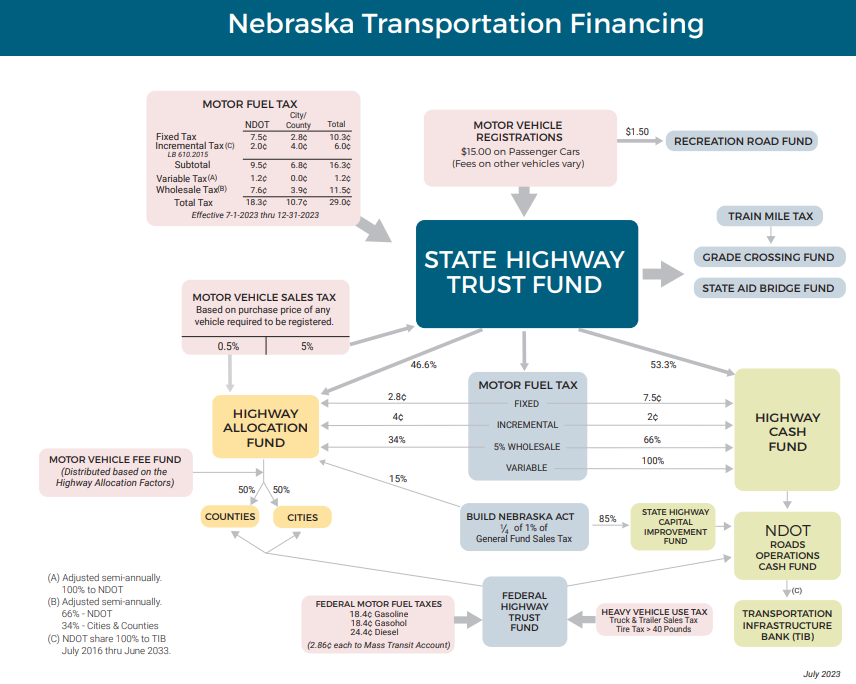 Nebraska Transportation Financing
MOTOR FUEL TAX
NDOT City/ County Total
Fixed Tax 7.5¢ 2.8¢ 10.3¢
Incremental Tax (C) 2.0¢ 4.0¢ 6.0¢
LB 610.2015
Subtotal 9.5¢ 6.8¢ 16.3¢
Variable Tax(A) 1.2¢ 0.0¢ 1.2¢
Wholesale Tax(B) 7.6¢ 3.9¢ 11.5¢
Total Tax 18.3¢ 10.7¢ 29.0¢
Effective 7-1-2023 thru 12-31-2023
MOTOR VEHICLE
REGISTRATIONS
$15.00 on Passenger Cars
(Fees on other vehicles vary)
$1.50
RECREATION ROAD FUND
TRAIN MILE TAX
GRADE CROSSING FUND
STATE AID BRIDGE FUND
STATE HIGHWAY
TRUST FUND
MOTOR VEHICLE SALES TAX
Based on purchase price of any
vehicle required to be registered.
0.5% 5%
46.6%
53.3%
MOTOR FUEL TAX
2.8¢ FIXED 7.5¢
4¢ INCREMENTAL 2¢
34% 5% WHOLESALE 66%
VARIABLE 100%
HIGHWAY
ALLOCATION
FUND
HIGHWAY
CASH
FUND
MOTOR VEHICLE FEE FUND
(Distributed based on the
Highway Allocation Factors)
50% 50%
COUNTIES CITIES
15%
BUILD NEBRASKA ACT
¼ of 1% of
General Fund Sales Tax
85%
STATE HIGHWAY
CAPITAL
IMPROVEMENT
FUND
NDOT
ROADS
OPERATIONS
CASH FUND
(C)
TRANSPORTATION
INFRASTRUCTURE
BANK (TIB)
FEDERAL
HIGHWAY
TRUST
FUND
FEDERAL MOTOR FUEL TAXES
18.4¢ Gasoline
18.4¢ Gasohol
24.4¢ Diesel
(2.86¢ each to Mass Transit Account)
HEAVY VEHICLE USE TAX
Truck & Trailer Sales Tax
Tire Tax > 40 Pounds
(A) Adjusted semi-annually.
100% to NDOT
(B) Adjusted semi-annually.
66% - NDOT
34% - Cities & Counties
(C) NDOT share 100% to TIB
July 2016 thru June 2033.
July 2023